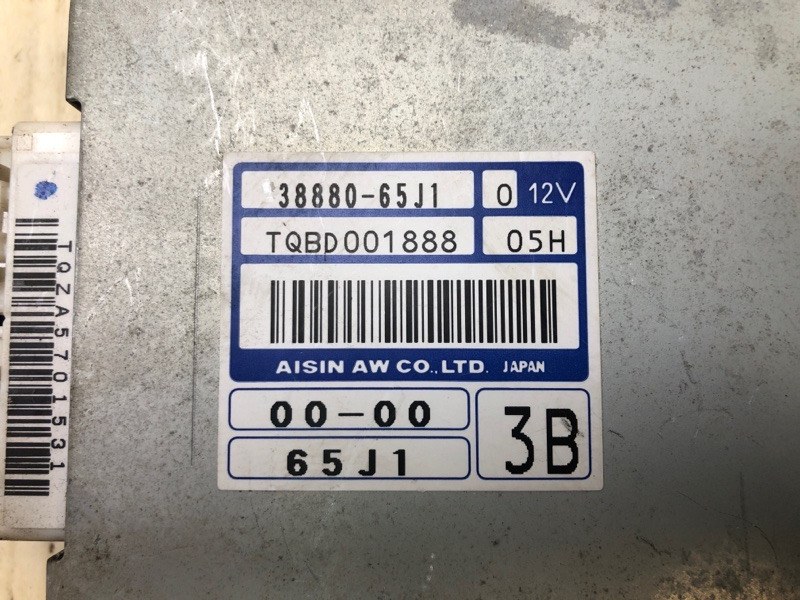 38880-65J1 0 12V
TQBD001888 05H
AISIN AW CO.,LTD. JAPAN
00-00
65J1
3B
TQZA5701531